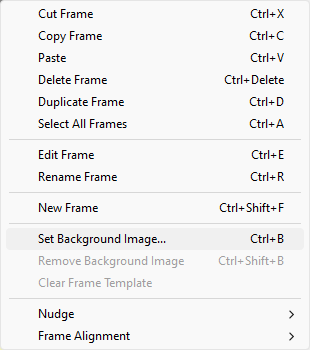 Cut Frame Ctrl+X
Copy Frame Ctrl+C
Paste Ctrl+V
Delete Frame Ctrl+Delete
Duplicate Frame Ctrl+D
Select All Frames Ctrl+A
Edit Frame Ctrl+E
Rename Frame Ctrl+R
New Frame Ctrl+Shift+F
Set Background Image... Ctrl+B
Remove Background Image Ctrl+Shift+B
Clear Frame Template
Nudge
Frame Alignment